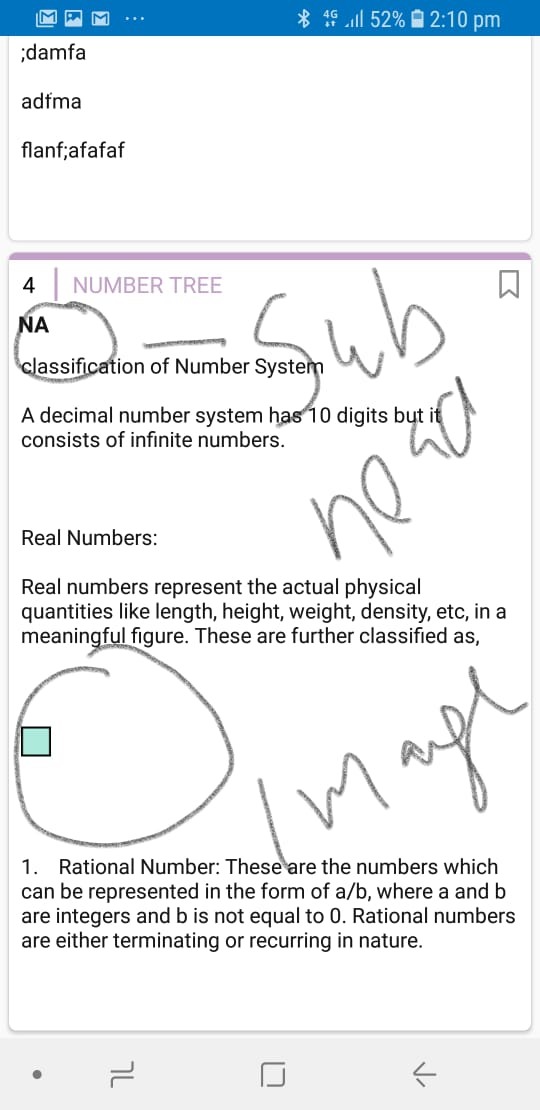 4G 52% 2:10 pm
;damfa
adfma
flanf;afafaf
4 | NUMBER TREE
NA
— Sub
classification of Number System
A decimal number system has 10 digits but it
consists of infinite numbers.
head
Real Numbers:
Real numbers represent the actual physical
quantities like length, height, weight, density, etc, in a
meaningful figure. These are further classified as,
Image
1. Rational Number: These are the numbers which
can be represented in the form of a/b, where a and b
are integers and b is not equal to 0. Rational numbers
are either terminating or recurring in nature.